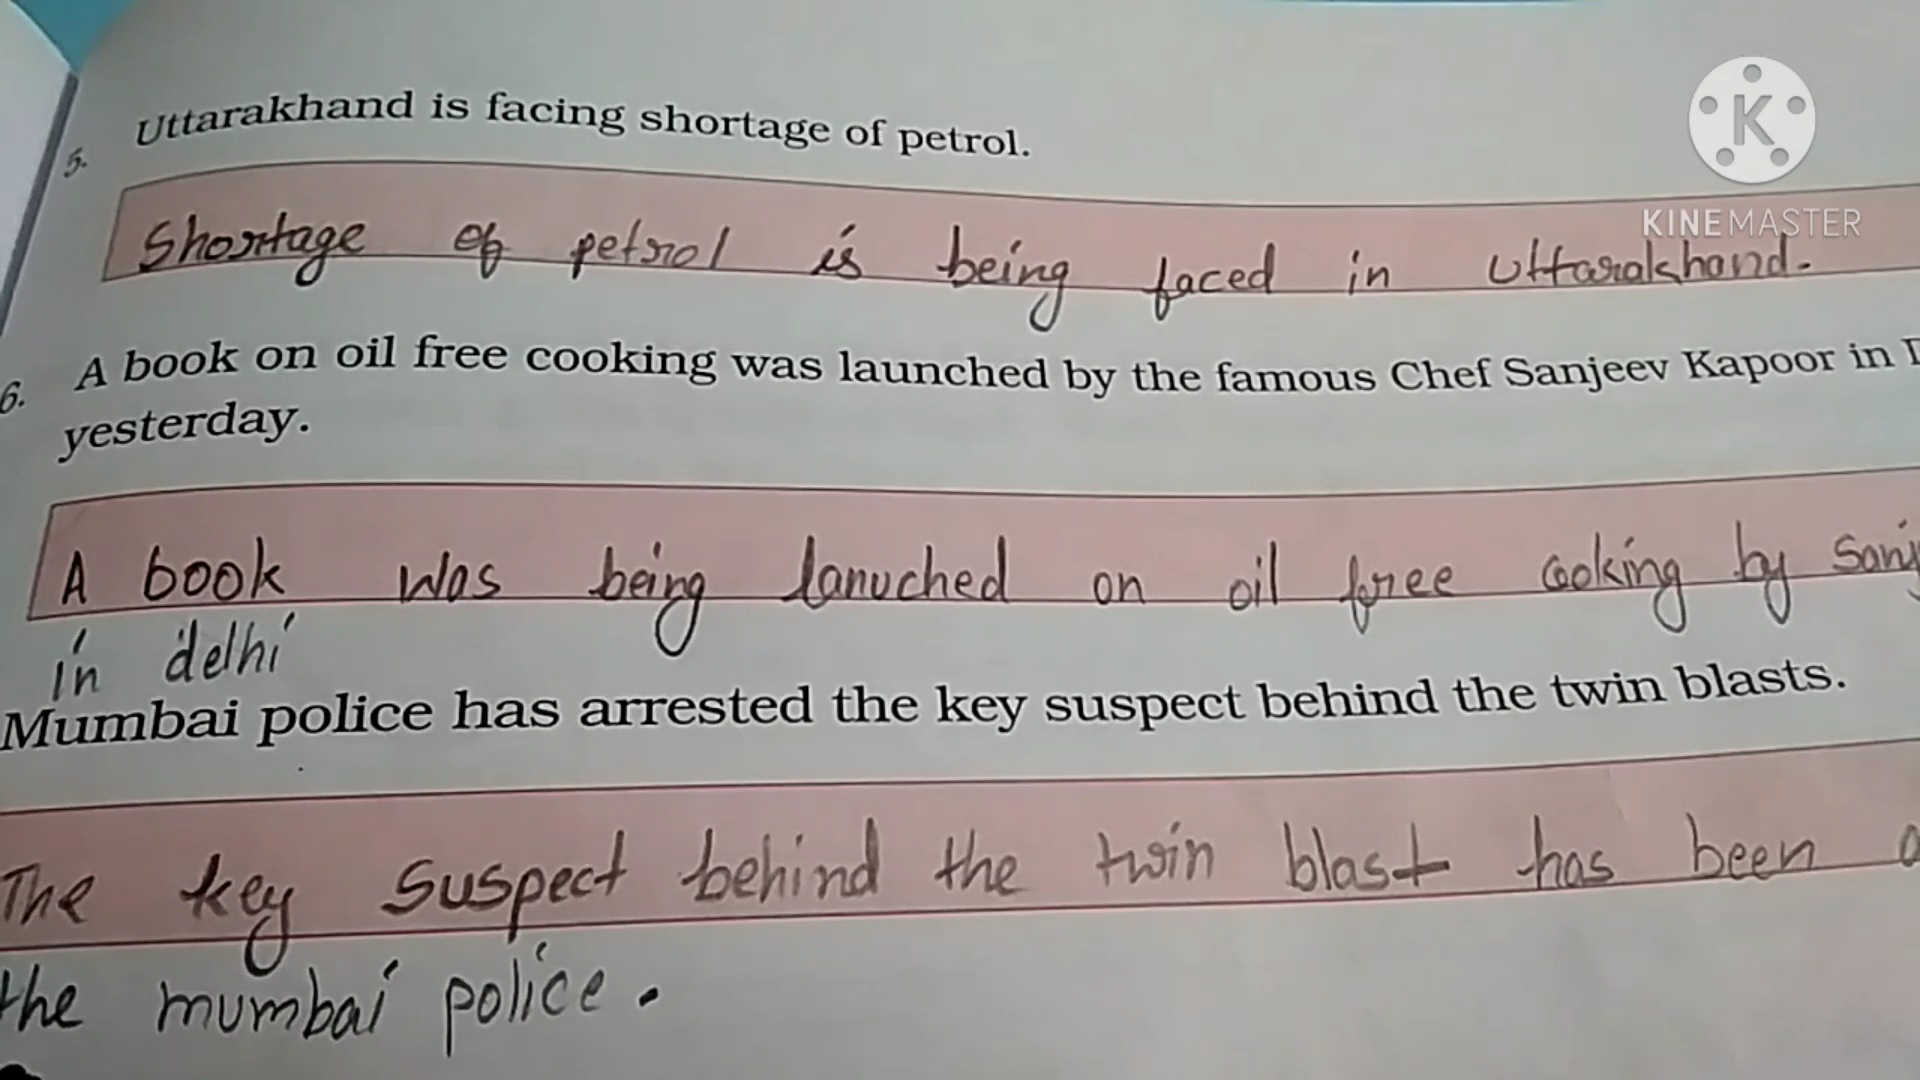 5. Uttarakhand is facing shortage of petrol.
KINEMASTER
Shortage of petrol is being faced in Uttarakhand.
6. A book on oil free cooking was launched by the famous Chef Sanjeev Kapoor in
yesterday.
A book was being lanuched on oil free cooking by
in delhi
Mumbai police has arrested the key suspect behind the twin blasts.
The key suspect behind the twin blast has been
the mumbai police.